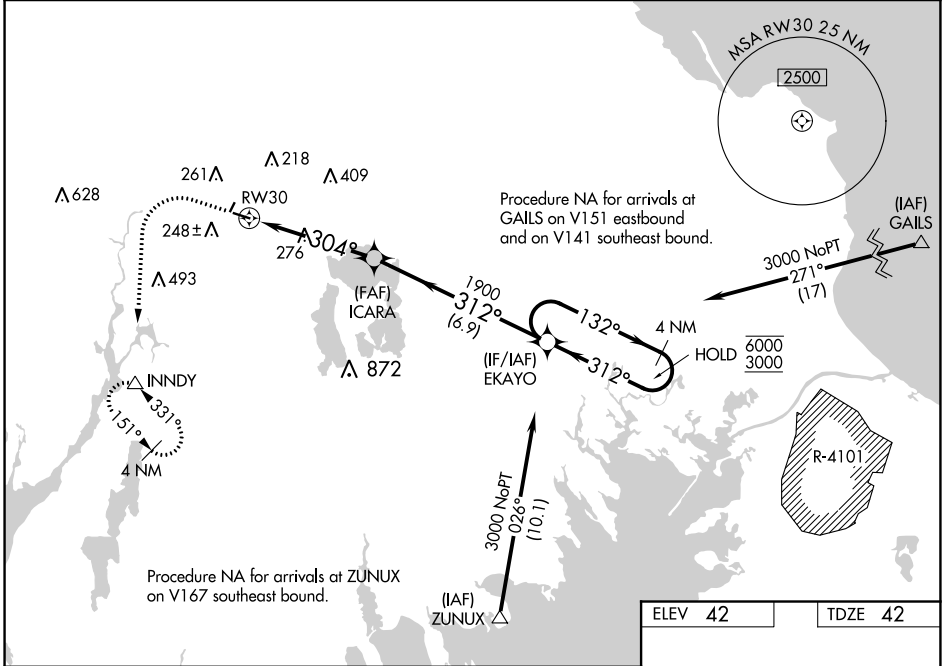 MSA RW30 25 NM
2500
218
261
409
628
RW30
248±
276
304°
493
(FAF)
ICARA
872
INNDY
331°
151°
4 NM
Procedure NA for arrivals at
GAILS on V151 eastbound
and on V141 southeast bound.
(IAF)
GAILS
3000 NoPT
271°
(17)
1900
312°
(6.9)
(IF/IAF)
EKAYO
132°
4 NM
HOLD
6000
3000
312°
R-4101
3000 NoPT
026°
(10.1)
Procedure NA for arrivals at ZUNUX
on V167 southeast bound.
(IAF)
ZUNUX
ELEV 42
TDZE 42